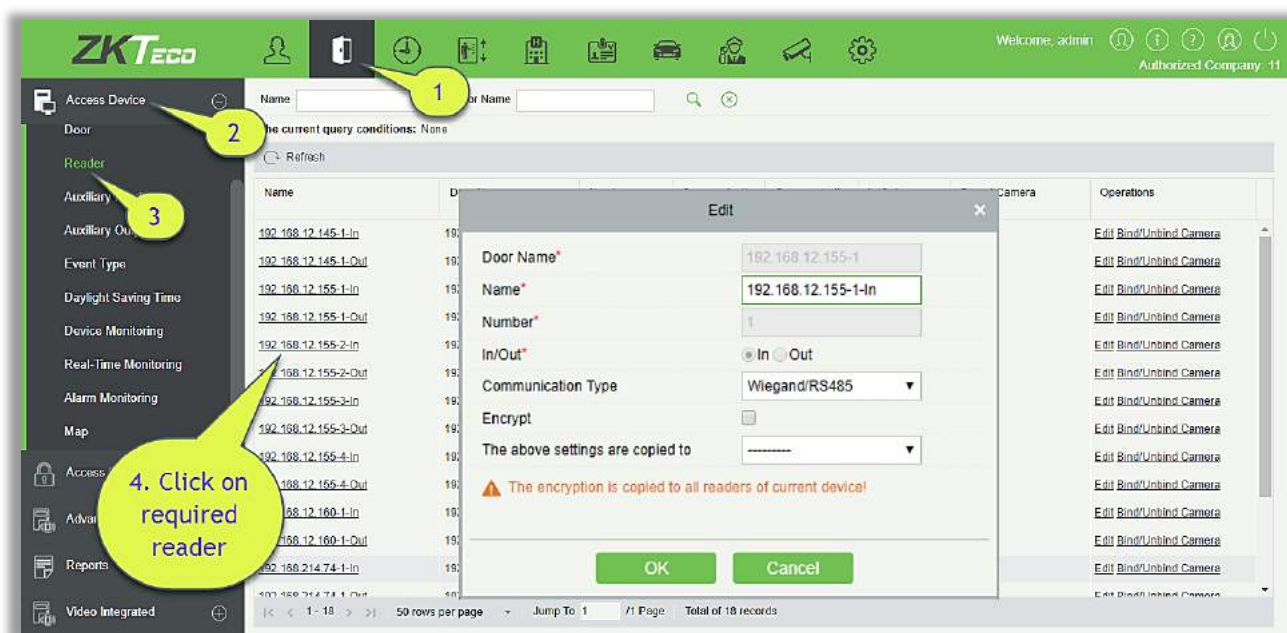 ZKTECO
Welcome, admin
Authorized Company: 11
1
Access Device
2
Door
Reader
3
Auxiliary
Auxiliary
Event Type
Daylight Saving Time
Device Monitoring
Real-Time Monitoring
Alarm Monitoring
Map
Access
Reports
Video Integrated
Name
Name
current query conditions: None
Refresh
Name Camera Operations
192.168.12.145-1-In Edit Bind/Unbind Camera
192.168.12.145-1-Out Edit Bind/Unbind Camera
192.168.12.155-1-In Edit Bind/Unbind Camera
192.168.12.155-1-Out Edit Bind/Unbind Camera
192.168.12.155-2-In Edit Bind/Unbind Camera
192.168.12.155-2-Out Edit Bind/Unbind Camera
192.168.12.155-3-In Edit Bind/Unbind Camera
192.168.12.155-3-Out Edit Bind/Unbind Camera
192.168.12.155-4-In Edit Bind/Unbind Camera
168.12.155-4-Out Edit Bind/Unbind Camera
68.12.160-1-In Edit Bind/Unbind Camera
168.12.160-1-Out Edit Bind/Unbind Camera
192.168.214.74-1-In Edit Bind/Unbind Camera
4. Click on
required
reader
Edit
Door Name* 192.168.12.155-1
Name* 192.168.12.155-1-In
Number* 1
In/Out* In Out
Communication Type Wiegand/RS485
Encrypt
The above settings are copied to ---------
The encryption is copied to all readers of current device!
OK Cancel
1 - 18 50 rows per page Jump To 1 /1 Page Total of 18 records